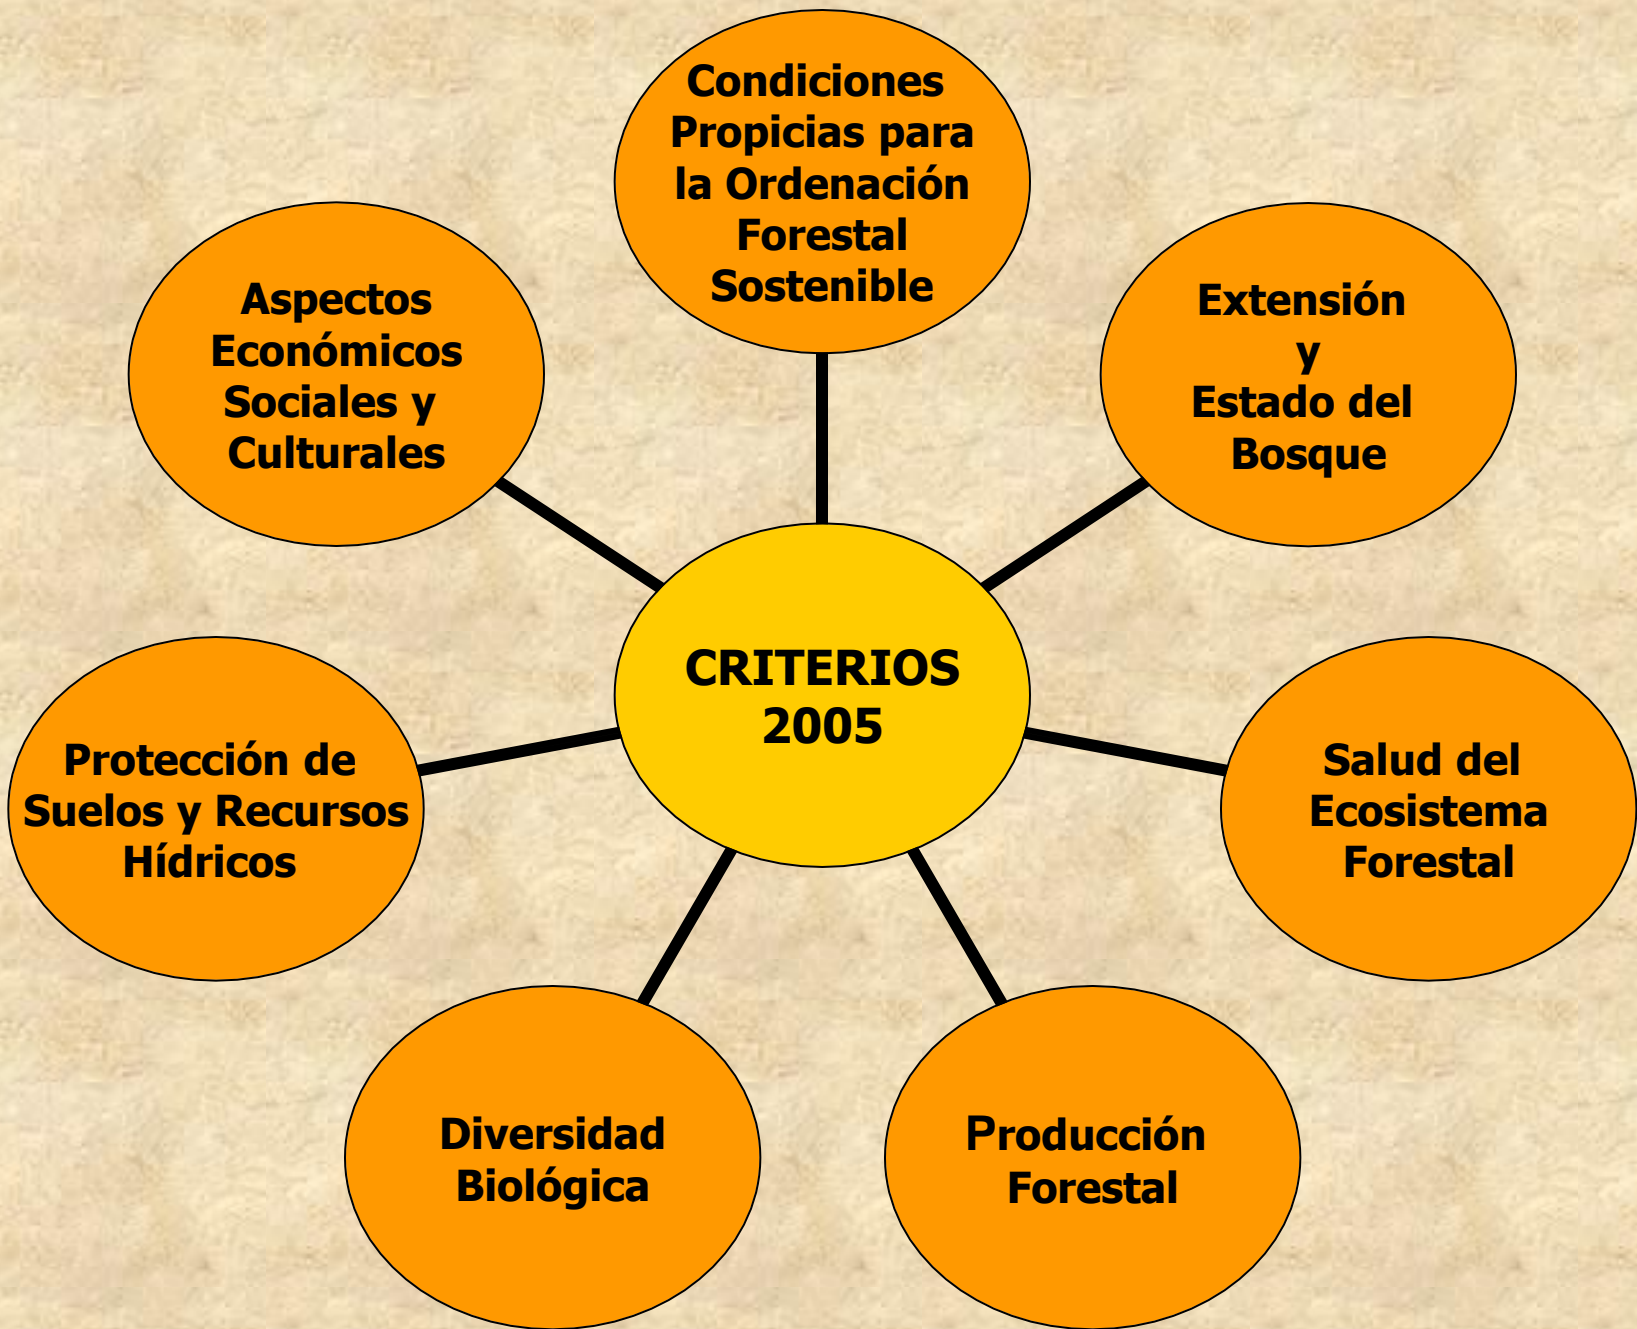 Condiciones
Propicias para
la Ordenación
Forestal
Sostenible
Extensión
y
Estado del
Bosque
Salud del
Ecosistema
Forestal
Producción
Forestal
Diversidad
Biológica
Protección de
Suelos y Recursos
Hídricos
Aspectos
Económicos
Sociales y
Culturales
CRITERIOS
2005